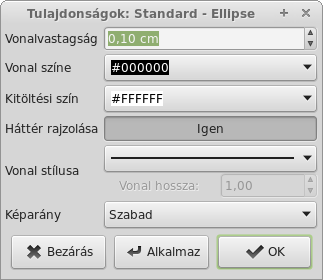 Tulajdonságok: Standard - Ellipse
Vonalvastagság 0,10 cm
Vonal színe #000000
Kitöltési szín #FFFFFF
Háttér rajzolása Igen
Vonal stílusa
Vonal hossza: 1,00
Képarány Szabad
Bezárás Alkalmaz OK